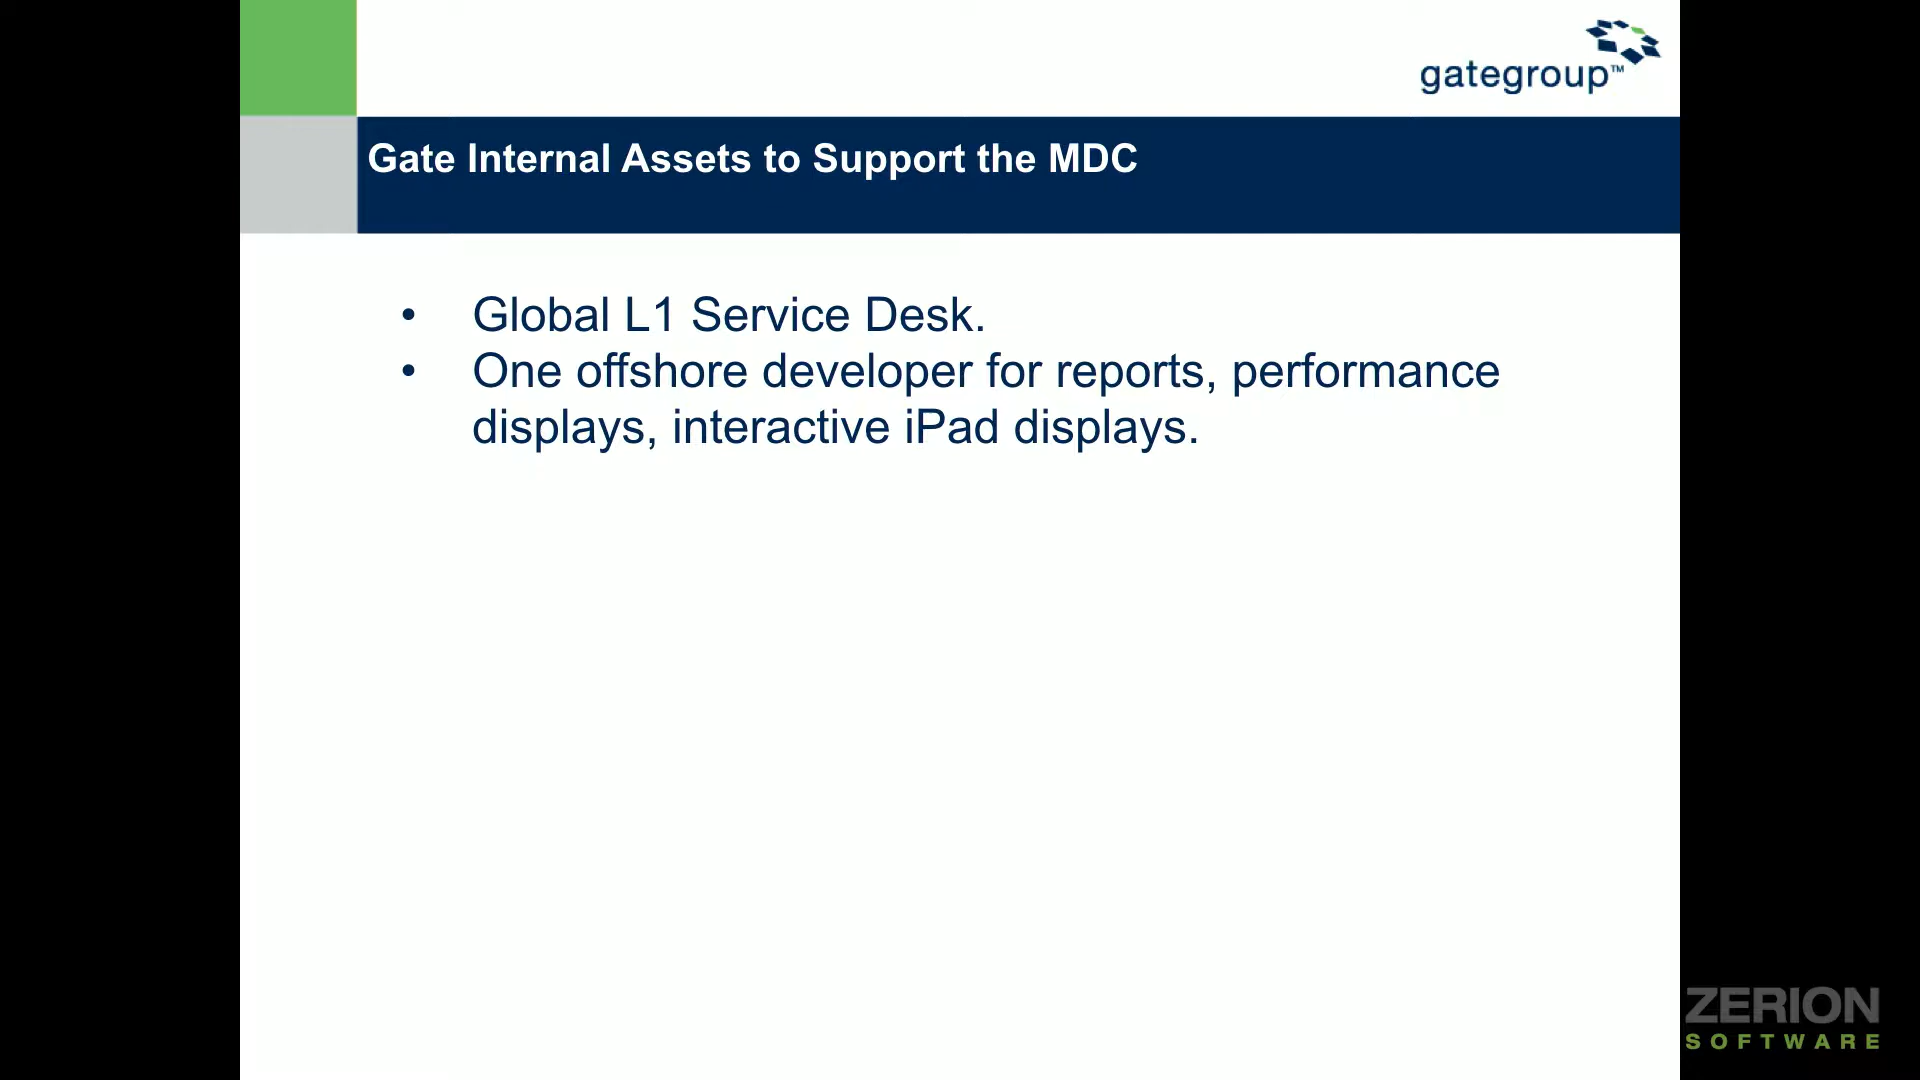 gategroup™
Gate Internal Assets to Support the MDC
• Global L1 Service Desk.
• One offshore developer for reports, performance
displays, interactive iPad displays.
ZERION
SOFTWARE